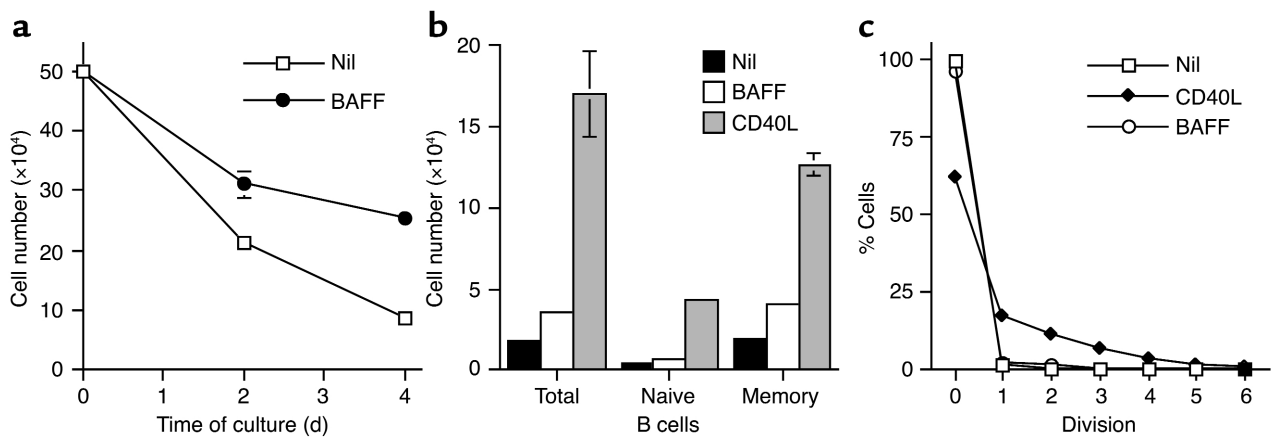 a
Cell number (×10⁴)
50
40
30
20
10
0
Nil
BAFF
0
1
2
3
4
Time of culture (d)
b
Cell number (×10⁴)
20
15
10
5
0
Nil
BAFF
CD40L
Total
Naive
Memory
B cells
c
% Cells
100
75
50
25
0
Nil
CD40L
BAFF
0
1
2
3
4
5
6
Division